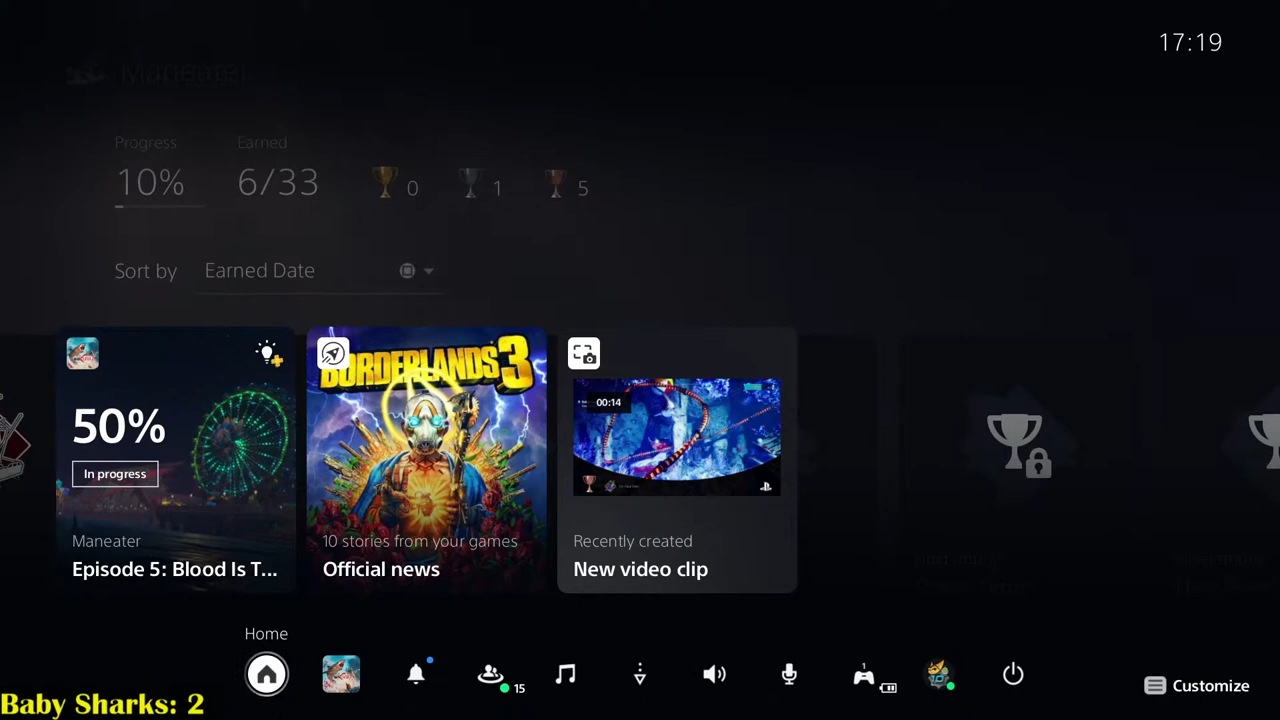 17:19
Maneater
Progress
Earned
10%
6/33
0
1
5
Sort by
Earned Date
50%
In progress
Maneater
Episode 5: Blood Is T...
BORDERLANDS 3
10 stories from your games
Official news
00:14
Recently created
New video clip
Home
15
1
Customize
Baby Sharks: 2